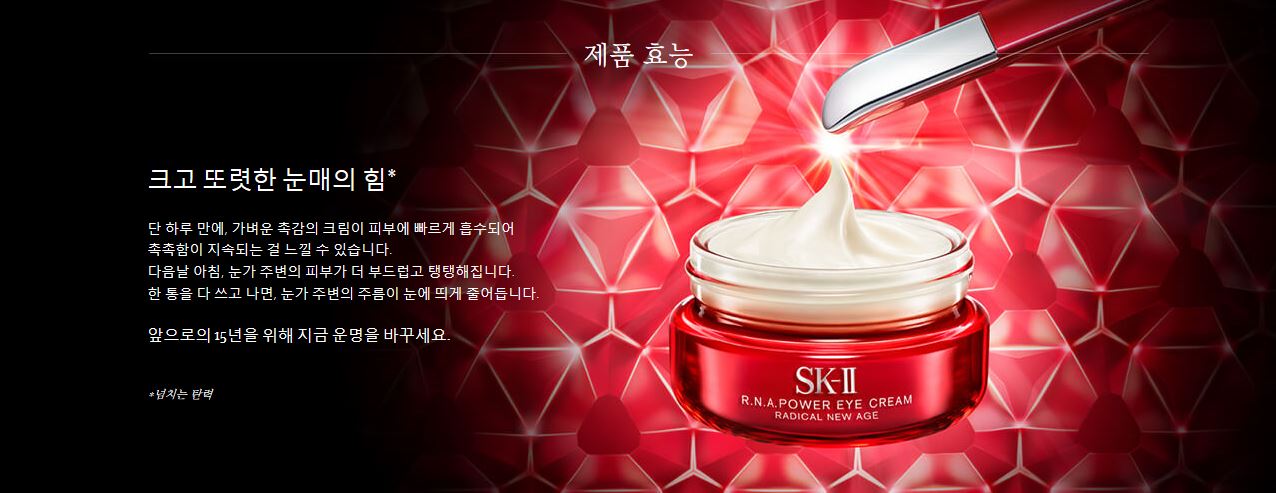 제품 효능
크고 또렷한 눈매의 힘*
단 하루 만에, 가벼운 촉감의 크림이 피부에 빠르게 흡수되어
촉촉함이 지속되는 걸 느낄 수 있습니다.
다음날 아침, 눈가 주변의 피부가 더 부드럽고 탱탱해집니다.
한 통을 다 쓰고 나면, 눈가 주변의 주름이 눈에 띄게 줄어듭니다.
앞으로의 15년을 위해 지금 운명을 바꾸세요.
*넘치는 탄력
SK-II
R.N.A.POWER EYE CREAM
RADICAL NEW AGE